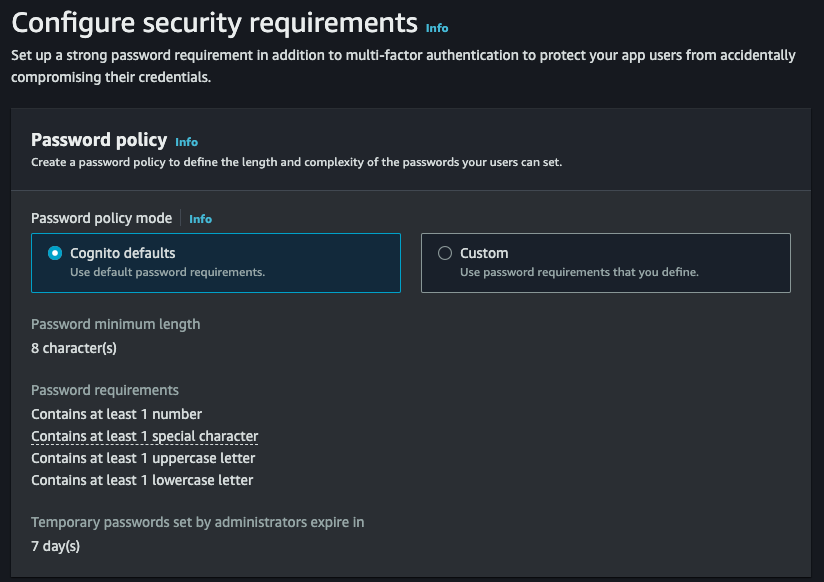 Configure security requirements Info
Set up a strong password requirement in addition to multi-factor authentication to protect your app users from accidentally
compromising their credentials.
Password policy Info
Create a password policy to define the length and complexity of the passwords your users can set.
Password policy mode Info
Cognito defaults
Use default password requirements.
Custom
Use password requirements that you define.
Password minimum length
8 character(s)
Password requirements
Contains at least 1 number
Contains at least 1 special character
Contains at least 1 uppercase letter
Contains at least 1 lowercase letter
Temporary passwords set by administrators expire in
7 day(s)